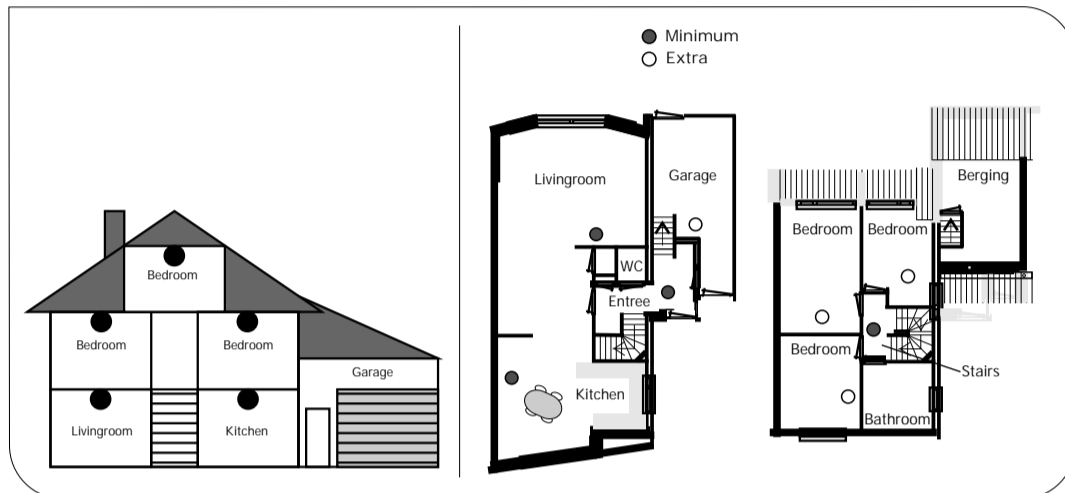 Minimum
Extra
Bedroom
Bedroom
Bedroom
Garage
Livingroom
Kitchen
Livingroom
Garage
WC
Entree
Kitchen
Berging
Bedroom
Bedroom
Bedroom
Stairs
Bathroom